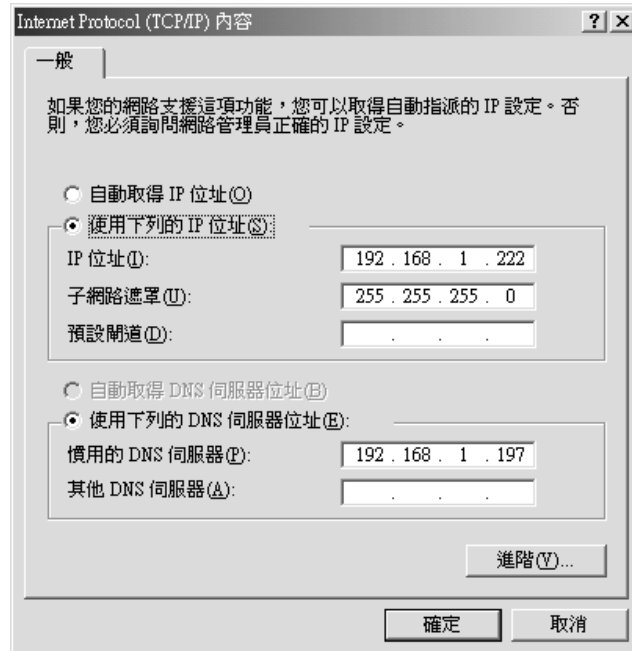 Internet Protocol (TCP/IP) 內容
一般
如果您的網路支援這項功能，您可以取得自動指派的 IP 設定。否
則，您必須詢問網路管理員正確的 IP 設定。
自動取得 IP 位址(O)
使用下列的 IP 位址(S):
IP 位址(I): 192 . 168 . 1 . 222
子網路遮罩(U): 255 . 255 . 255 . 0
預設閘道(D): . . .
自動取得 DNS 伺服器位址(B)
使用下列的 DNS 伺服器位址(E):
慣用的 DNS 伺服器(P): 192 . 168 . 1 . 197
其他 DNS 伺服器(A): . . .
進階(V)...
確定 取消